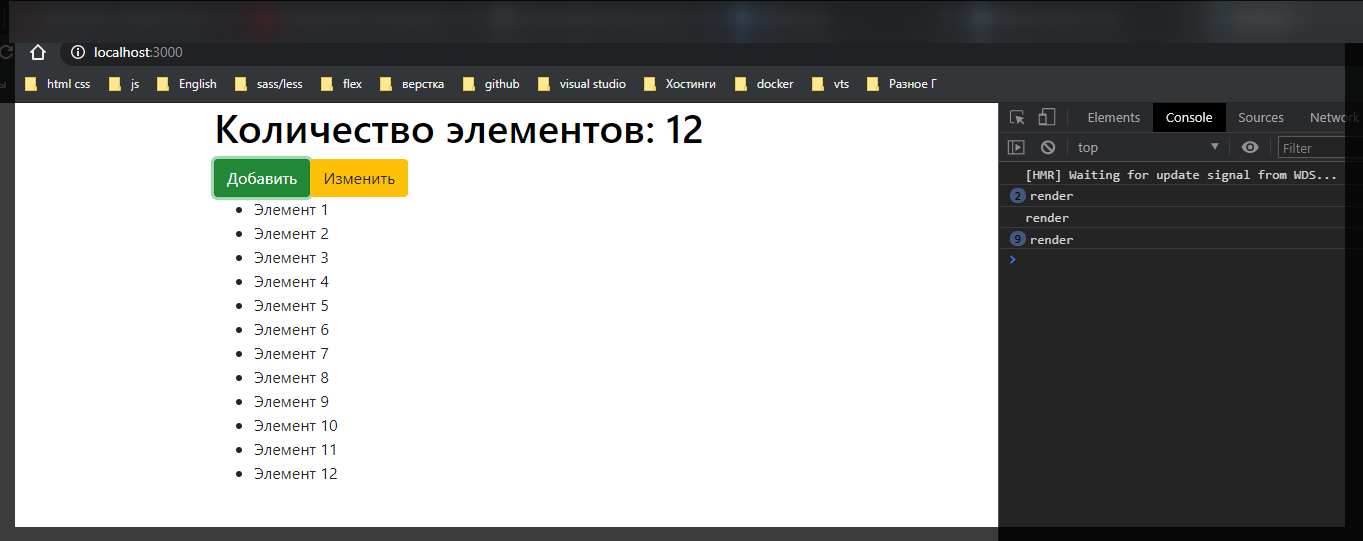 localhost:3000
html css js English sass/less flex верстка github visual studio Хостинги docker vts Разное Г
Количество элементов: 12
Добавить Изменить
Элемент 1
Элемент 2
Элемент 3
Элемент 4
Элемент 5
Элемент 6
Элемент 7
Элемент 8
Элемент 9
Элемент 10
Элемент 11
Элемент 12
Elements Console Sources Network
top Filter
[HMR] Waiting for update signal from WDS...
2 render
render
9 render